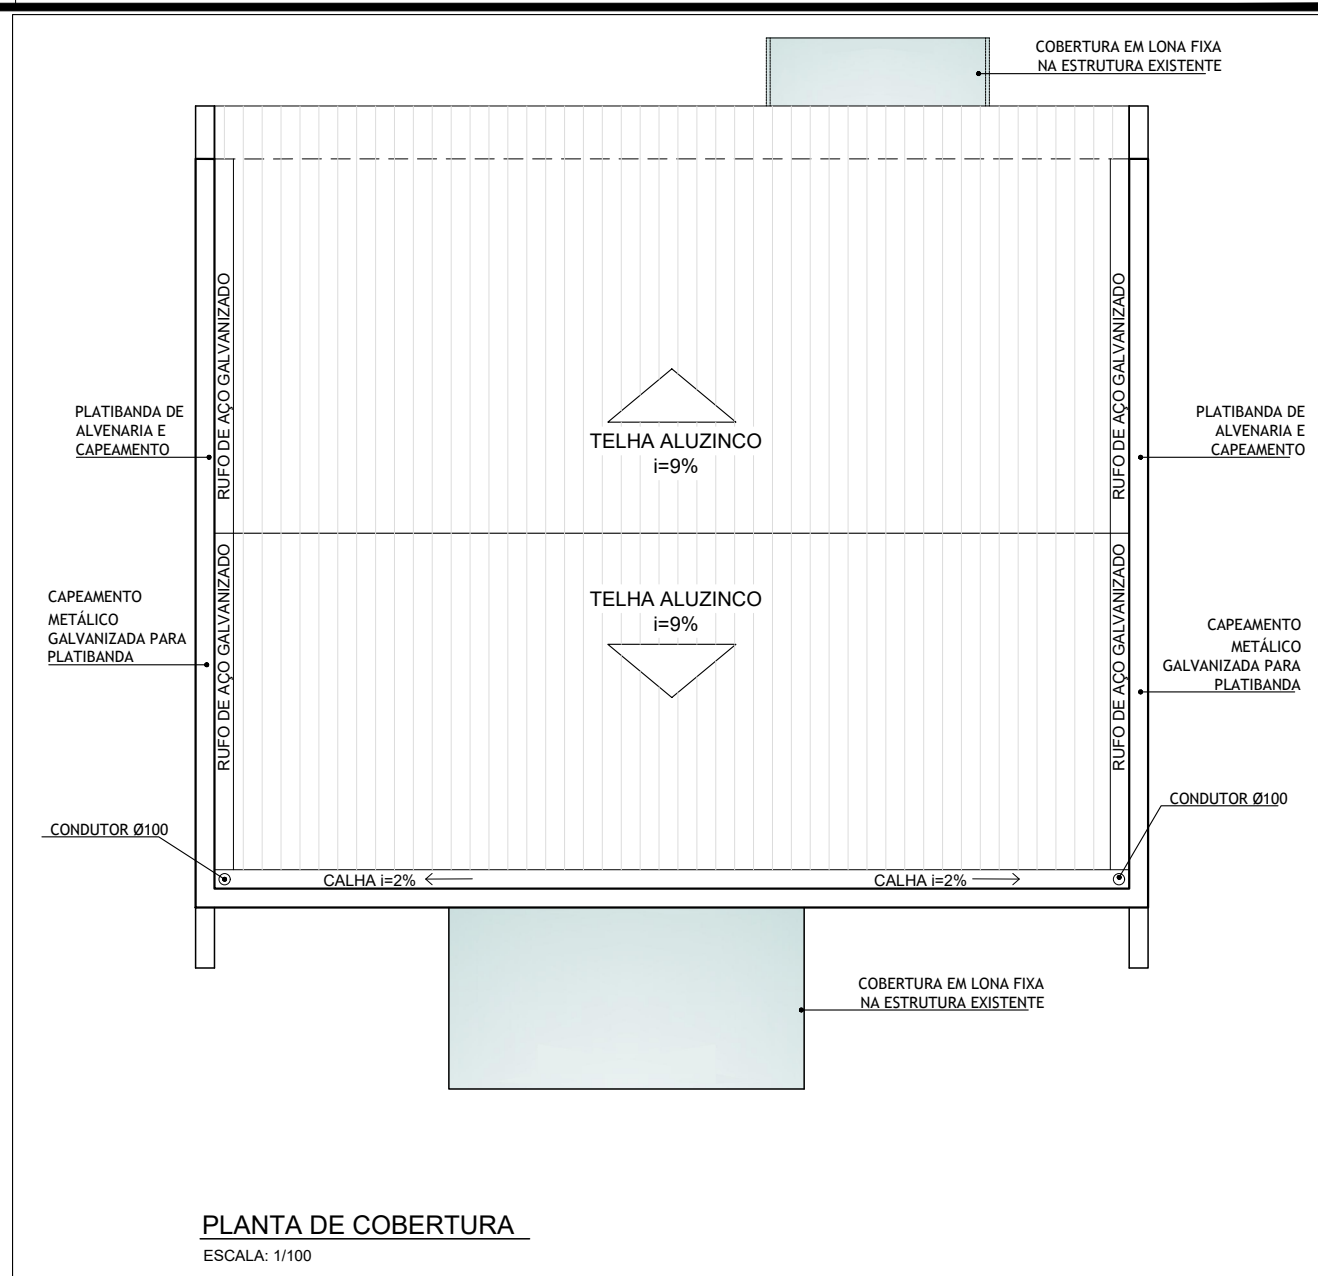 COBERTURA EM LONA FIXA
NA ESTRUTURA EXISTENTE
RUFO DE AÇO GALVANIZADO
RUFO DE AÇO GALVANIZADO
PLATIBANDA DE
ALVENARIA E
CAPEAMENTO
TELHA ALUZINCO
i=9%
PLATIBANDA DE
ALVENARIA E
CAPEAMENTO
RUFO DE AÇO GALVANIZADO
RUFO DE AÇO GALVANIZADO
CAPEAMENTO
METÁLICO
GALVANIZADA PARA
PLATIBANDA
TELHA ALUZINCO
i=9%
CAPEAMENTO
METÁLICO
GALVANIZADA PARA
PLATIBANDA
CONDUTOR Ø100
CONDUTOR Ø100
CALHA i=2%
CALHA i=2%
COBERTURA EM LONA FIXA
NA ESTRUTURA EXISTENTE
PLANTA DE COBERTURA
ESCALA: 1/100